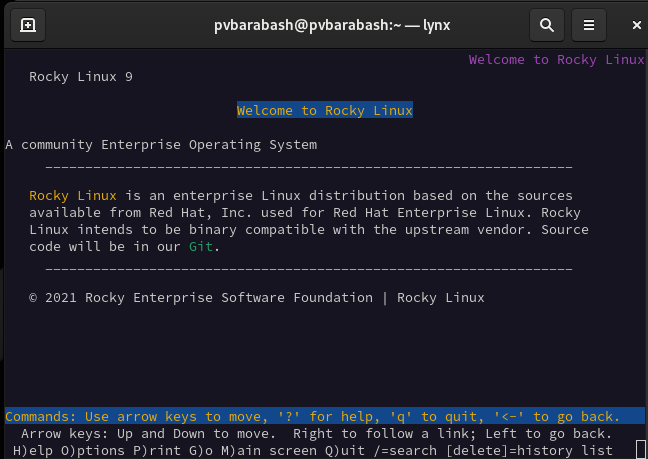 pvbarabash@pvbarabash:~ — lynx
Welcome to Rocky Linux
Rocky Linux 9
Welcome to Rocky Linux
A community Enterprise Operating System
Rocky Linux is an enterprise Linux distribution based on the sources
available from Red Hat, Inc. used for Red Hat Enterprise Linux. Rocky
Linux intends to be binary compatible with the upstream vendor. Source
code will be in our Git.
© 2021 Rocky Enterprise Software Foundation | Rocky Linux
Commands: Use arrow keys to move, '?' for help, 'q' to quit, '<-' to go back.
Arrow keys: Up and Down to move.  Right to follow a link; Left to go back.
H)elp O)ptions P)rint G)o M)ain screen Q)uit /=search [delete]=history list